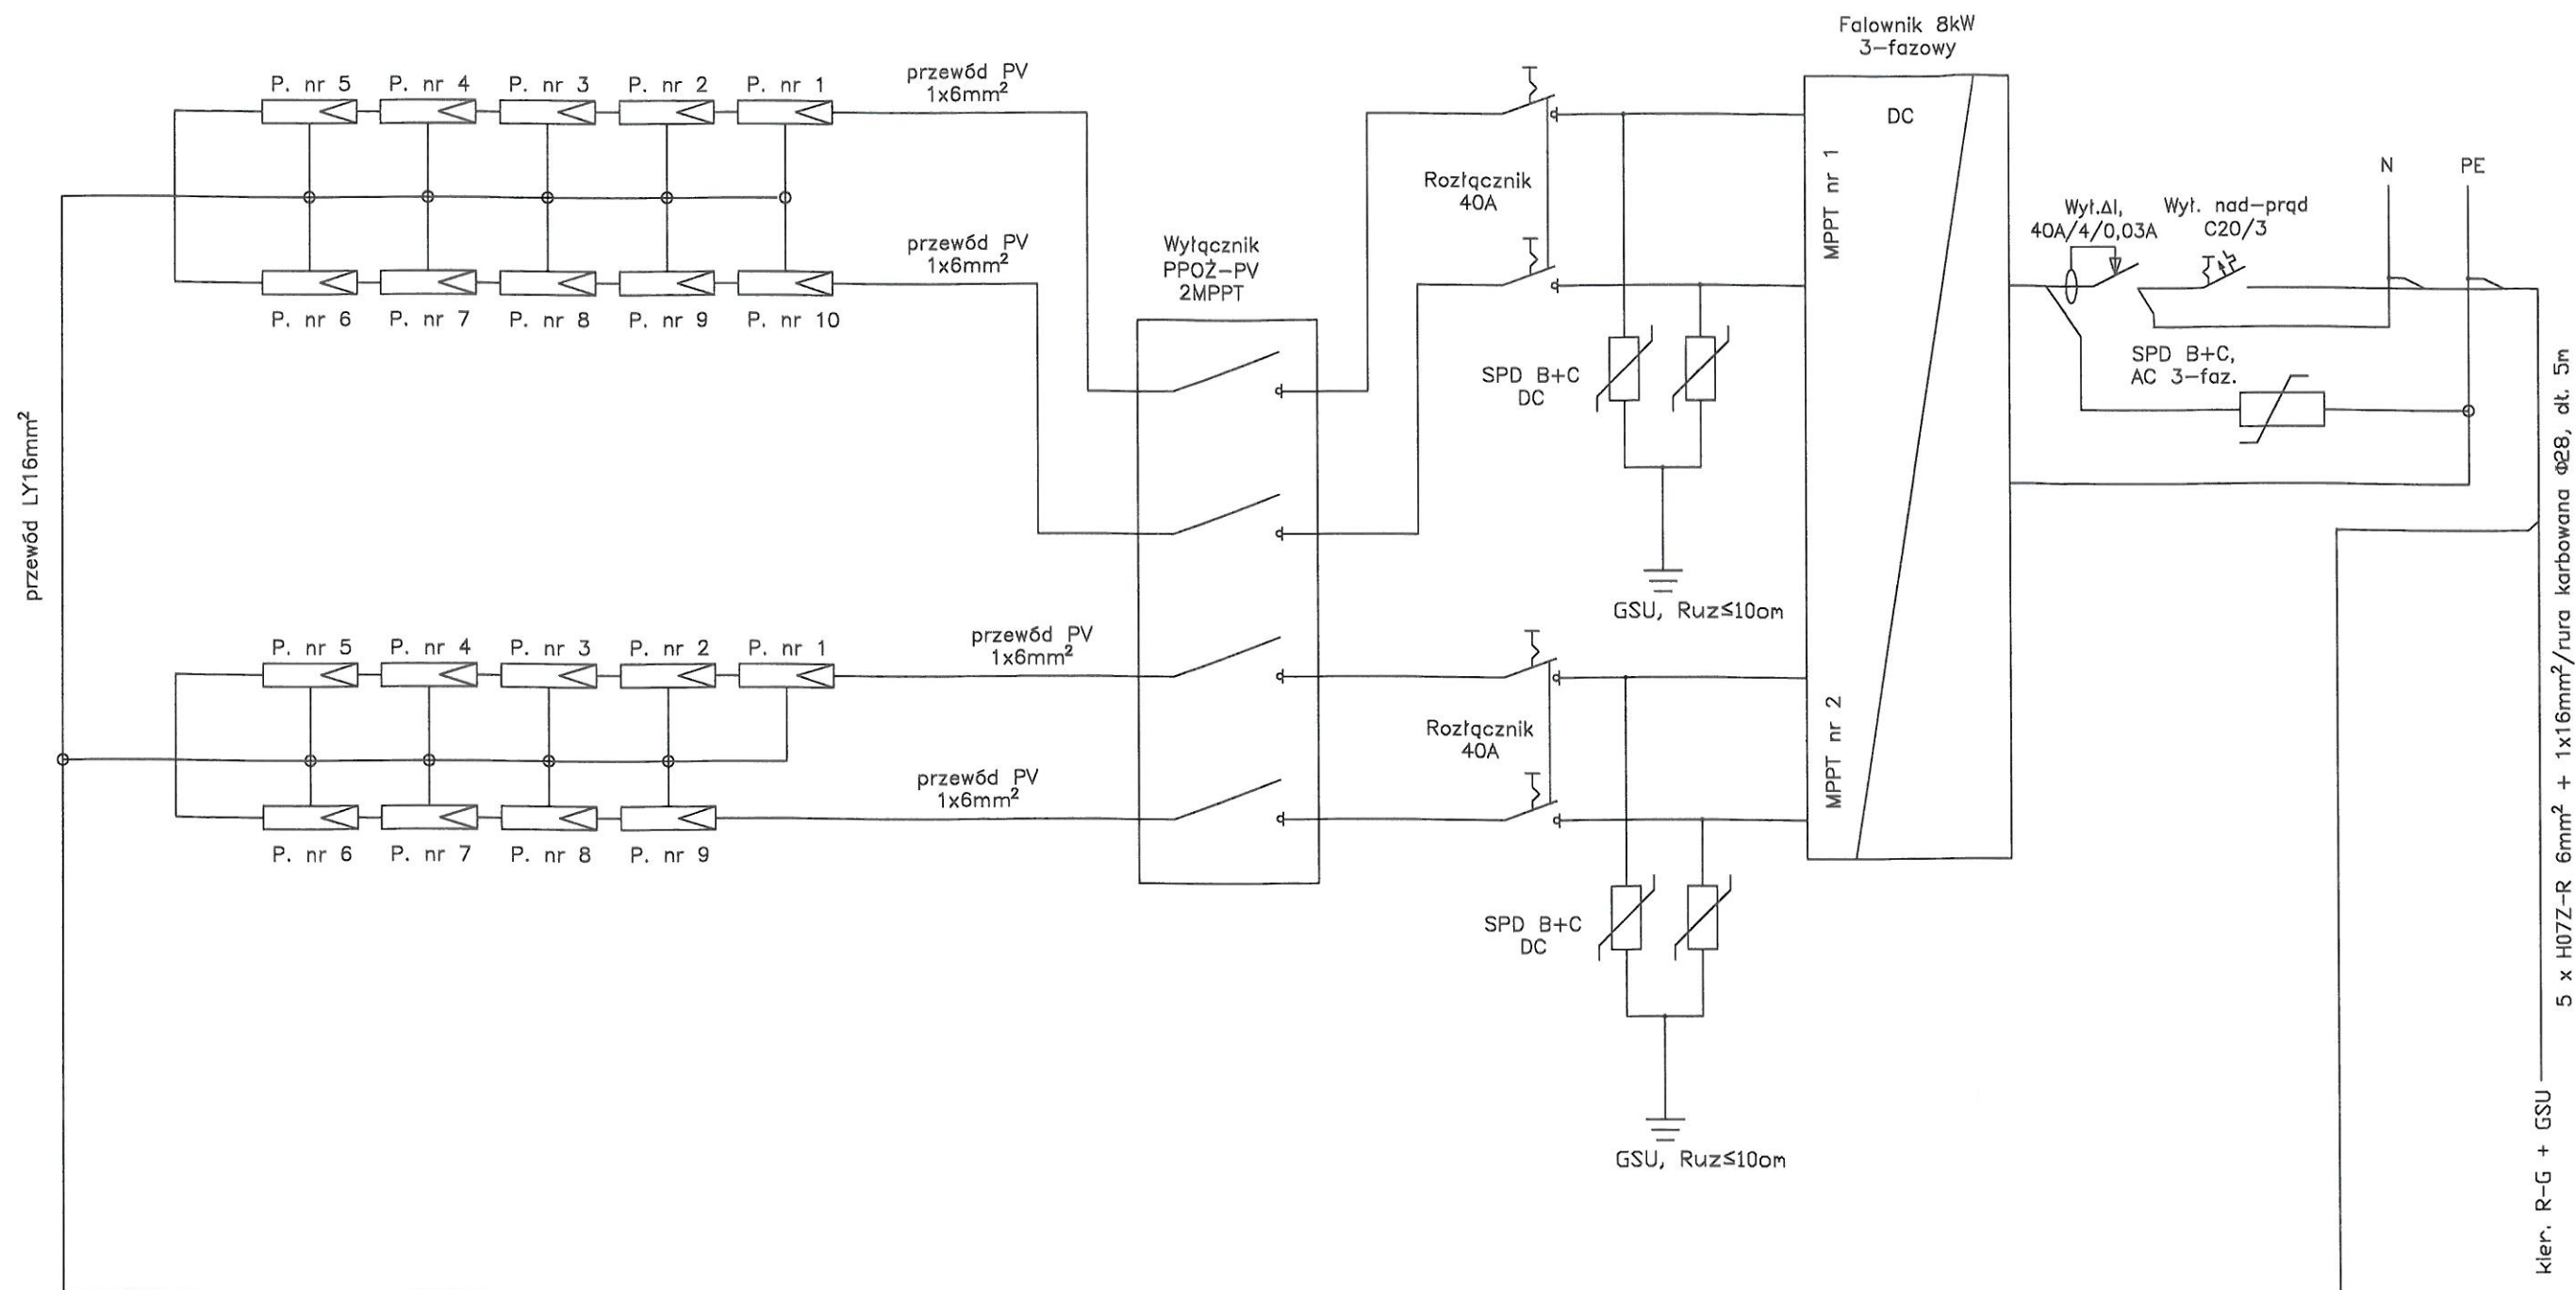 Falownik 8kW
3-fazowy
P. nr 5
P. nr 4
P. nr 3
P. nr 2
P. nr 1
przewód PV
1x6mm²
DC
MPPT nr 1
Rozłącznik
40A
N
PE
Wył.ΔI,
40A/4/0,03A
Wył. nad-prąd
C20/3
przewód PV
1x6mm²
Wyłącznik
PPOŻ-PV
2MPPT
P. nr 6
P. nr 7
P. nr 8
P. nr 9
P. nr 10
SPD B+C
DC
SPD B+C,
AC 3-faz.
przewód LY16mm²
GSU, Ruz≤10om
P. nr 5
P. nr 4
P. nr 3
P. nr 2
P. nr 1
przewód PV
1x6mm²
Rozłącznik
40A
MPPT nr 2
przewód PV
1x6mm²
P. nr 6
P. nr 7
P. nr 8
P. nr 9
SPD B+C
DC
GSU, Ruz≤10om
5 x H07Z-R 6mm² + 1x16mm²/rura karbowana Φ28, dł. 5m
kier. R-G + GSU